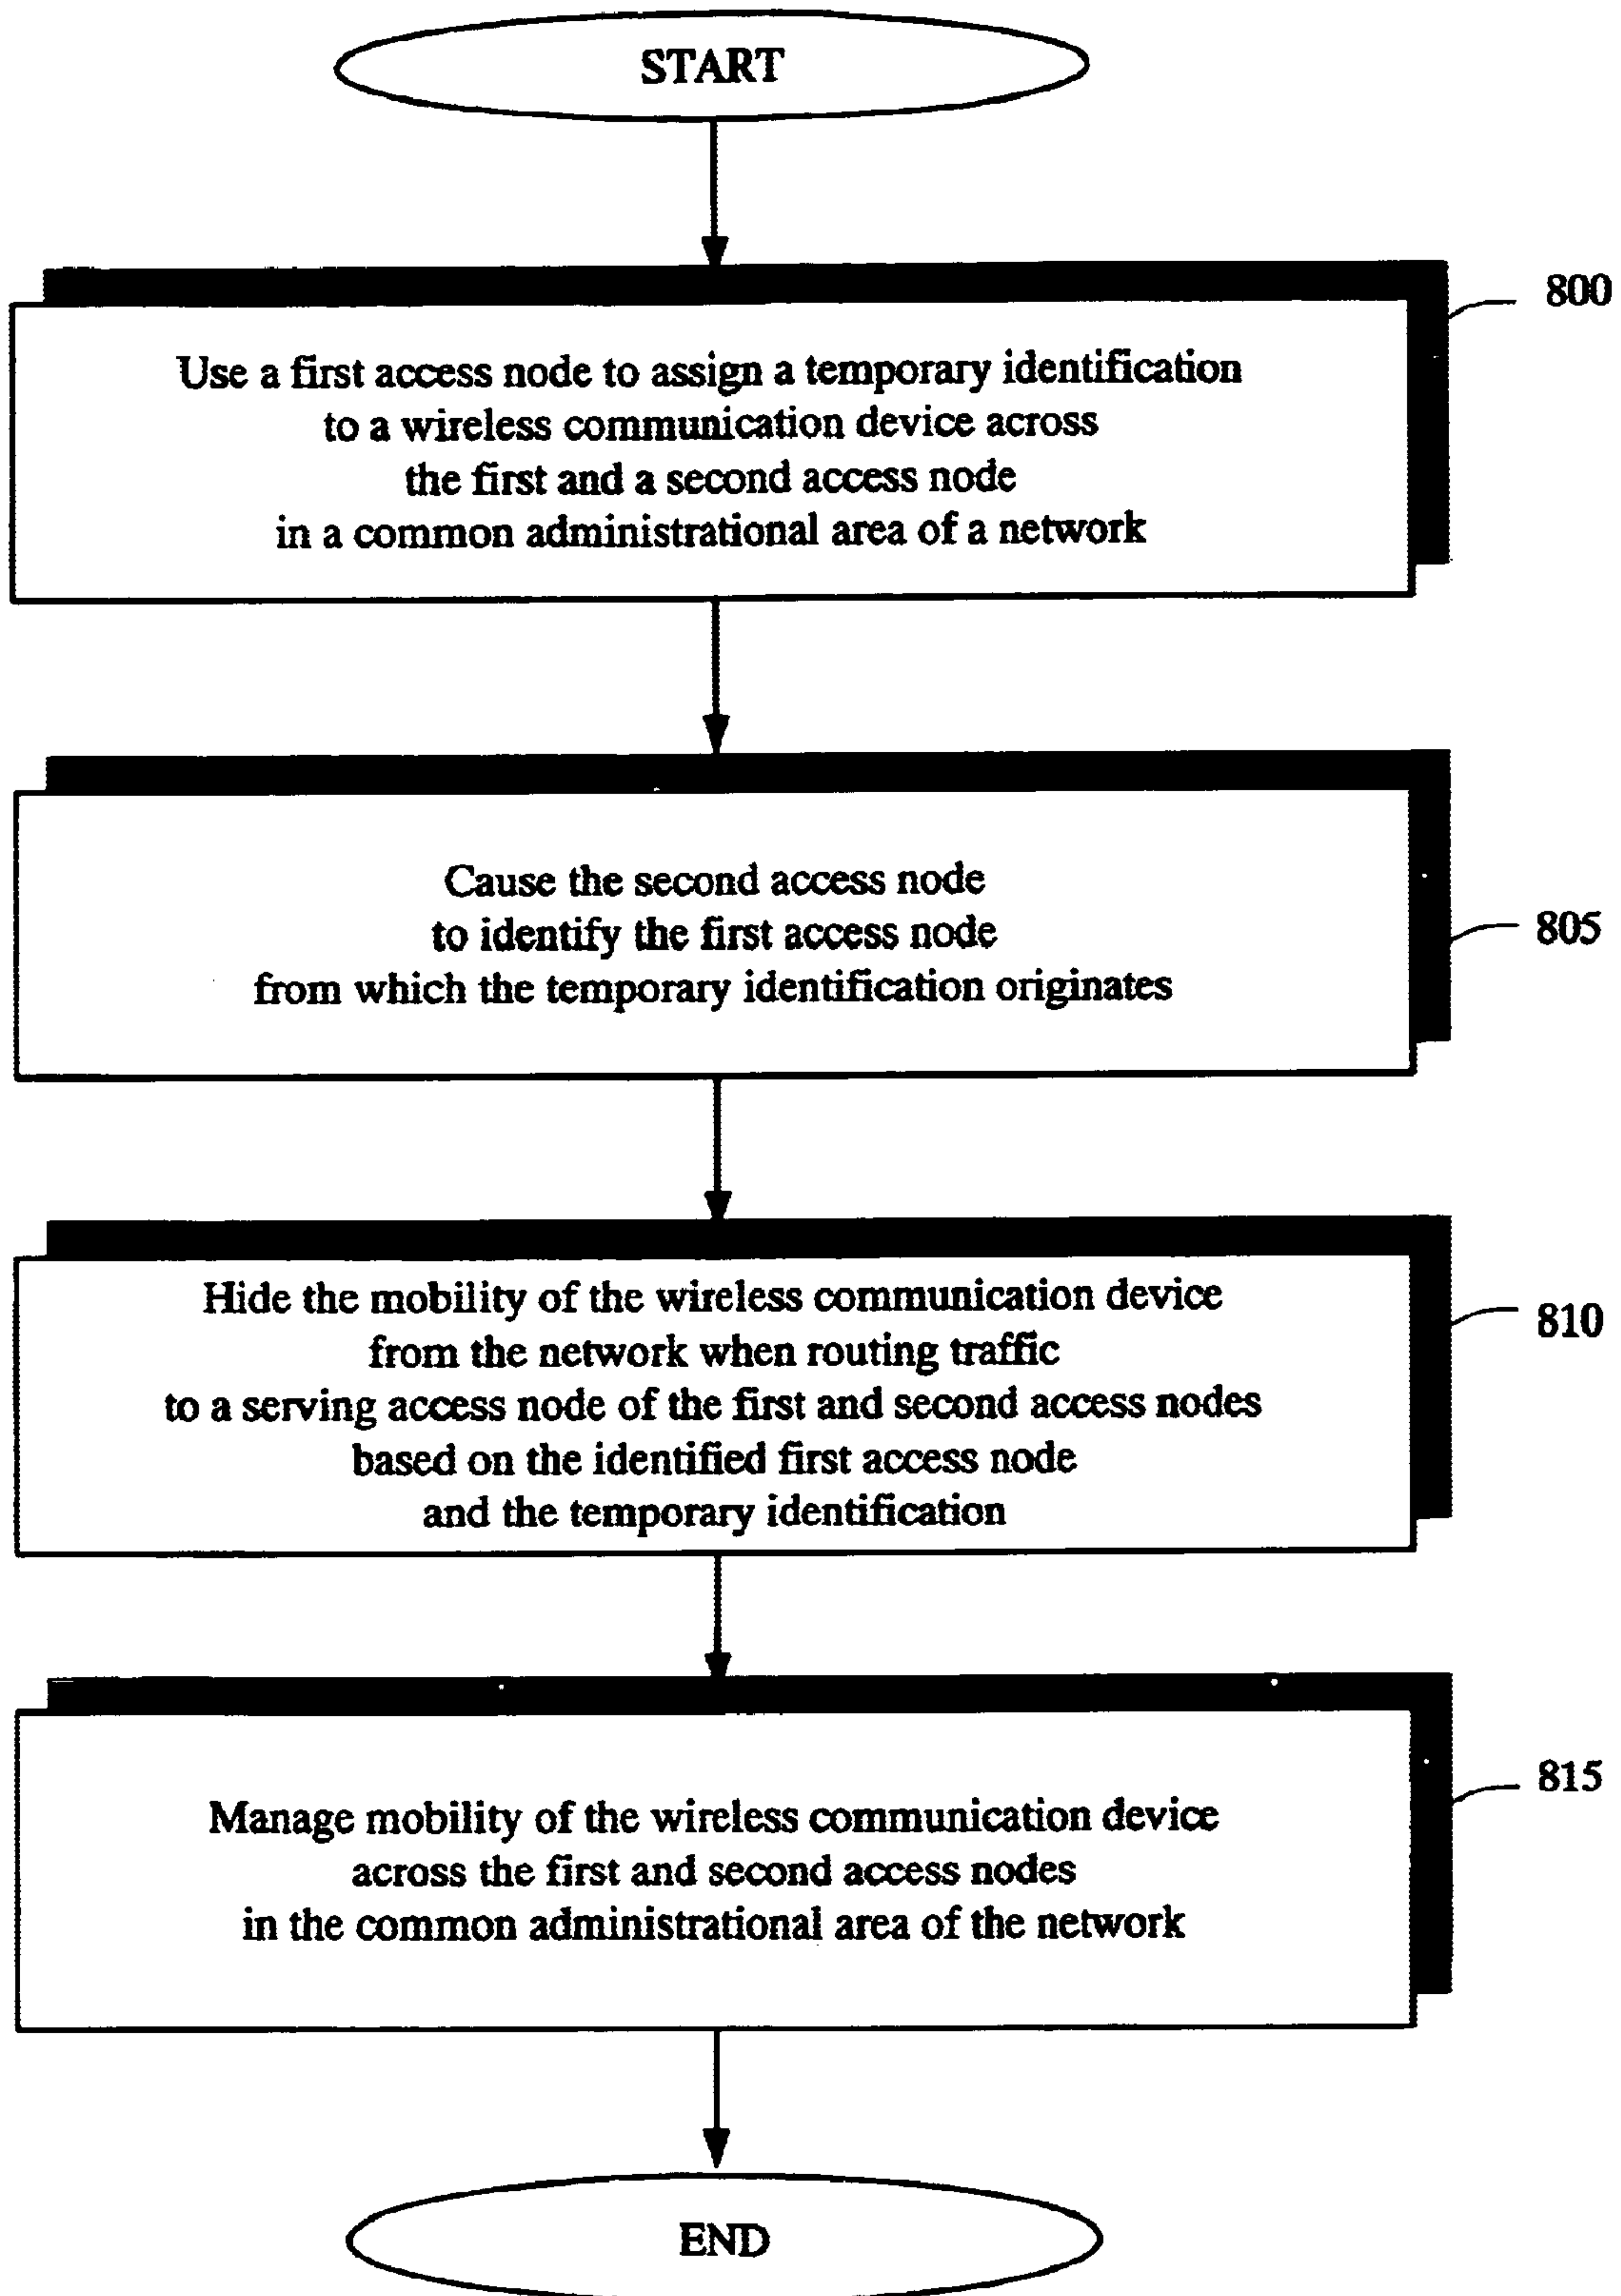 START
800
Use a first access node to assign a temporary identification
to a wireless communication device across
the first and a second access node
in a common administrational area of a network
Cause the second access node
to identify the first access node
from which the temporary identification originates
805
Hide the mobility of the wireless communication device
from the network when routing traffic
to a serving access node of the first and second access nodes
based on the identified first access node
and the temporary identification
810
Manage mobility of the wireless communication device
across the first and second access nodes
in the common administrational area of the network
815
END